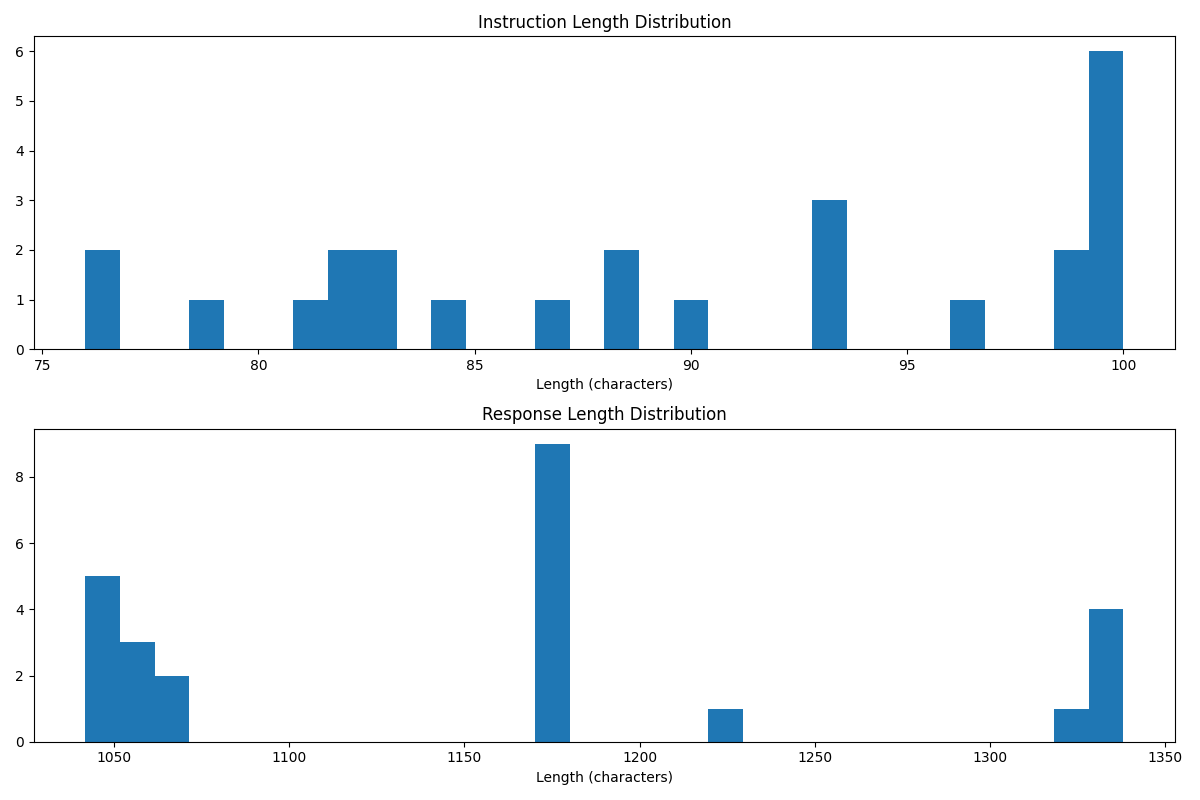 Instruction Length Distribution
6
5
4
3
2
1
0
75 80 85 90 95 100
Length (characters)
Response Length Distribution
8
6
4
2
0
1050 1100 1150 1200 1250 1300 1350
Length (characters)